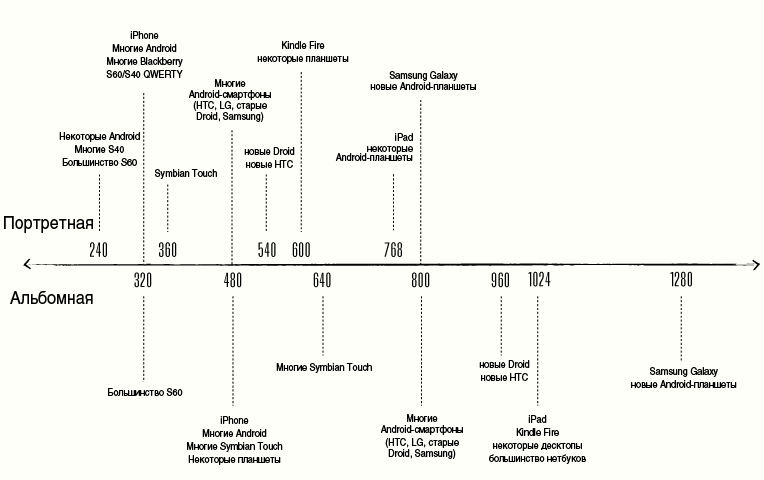 iPhone
Многие Android
Многие Blackberry
S60/S40 QWERTY
Kindle Fire
некоторые планшеты
Samsung Galaxy
новые Android-планшеты
Многие
Android-смартфоны
(HTC, LG, старые
Droid, Samsung)
Некоторые Android
Многие S40
Большинство S60
Symbian Touch
новые Droid
новые HTC
iPad
некоторые
Android-планшеты
Портретная
240
360
540
600
768
320
480
640
800
960
1024
1280
Альбомная
Большинство S60
iPhone
Многие Android
Многие Symbian Touch
Некоторые планшеты
Многие Symbian Touch
Многие
Android-смартфоны
(HTC, LG, старые
Droid, Samsung)
новые Droid
новые HTC
iPad
Kindle Fire
некоторые десктопы
большинство нетбуков
Samsung Galaxy
новые Android-планшеты